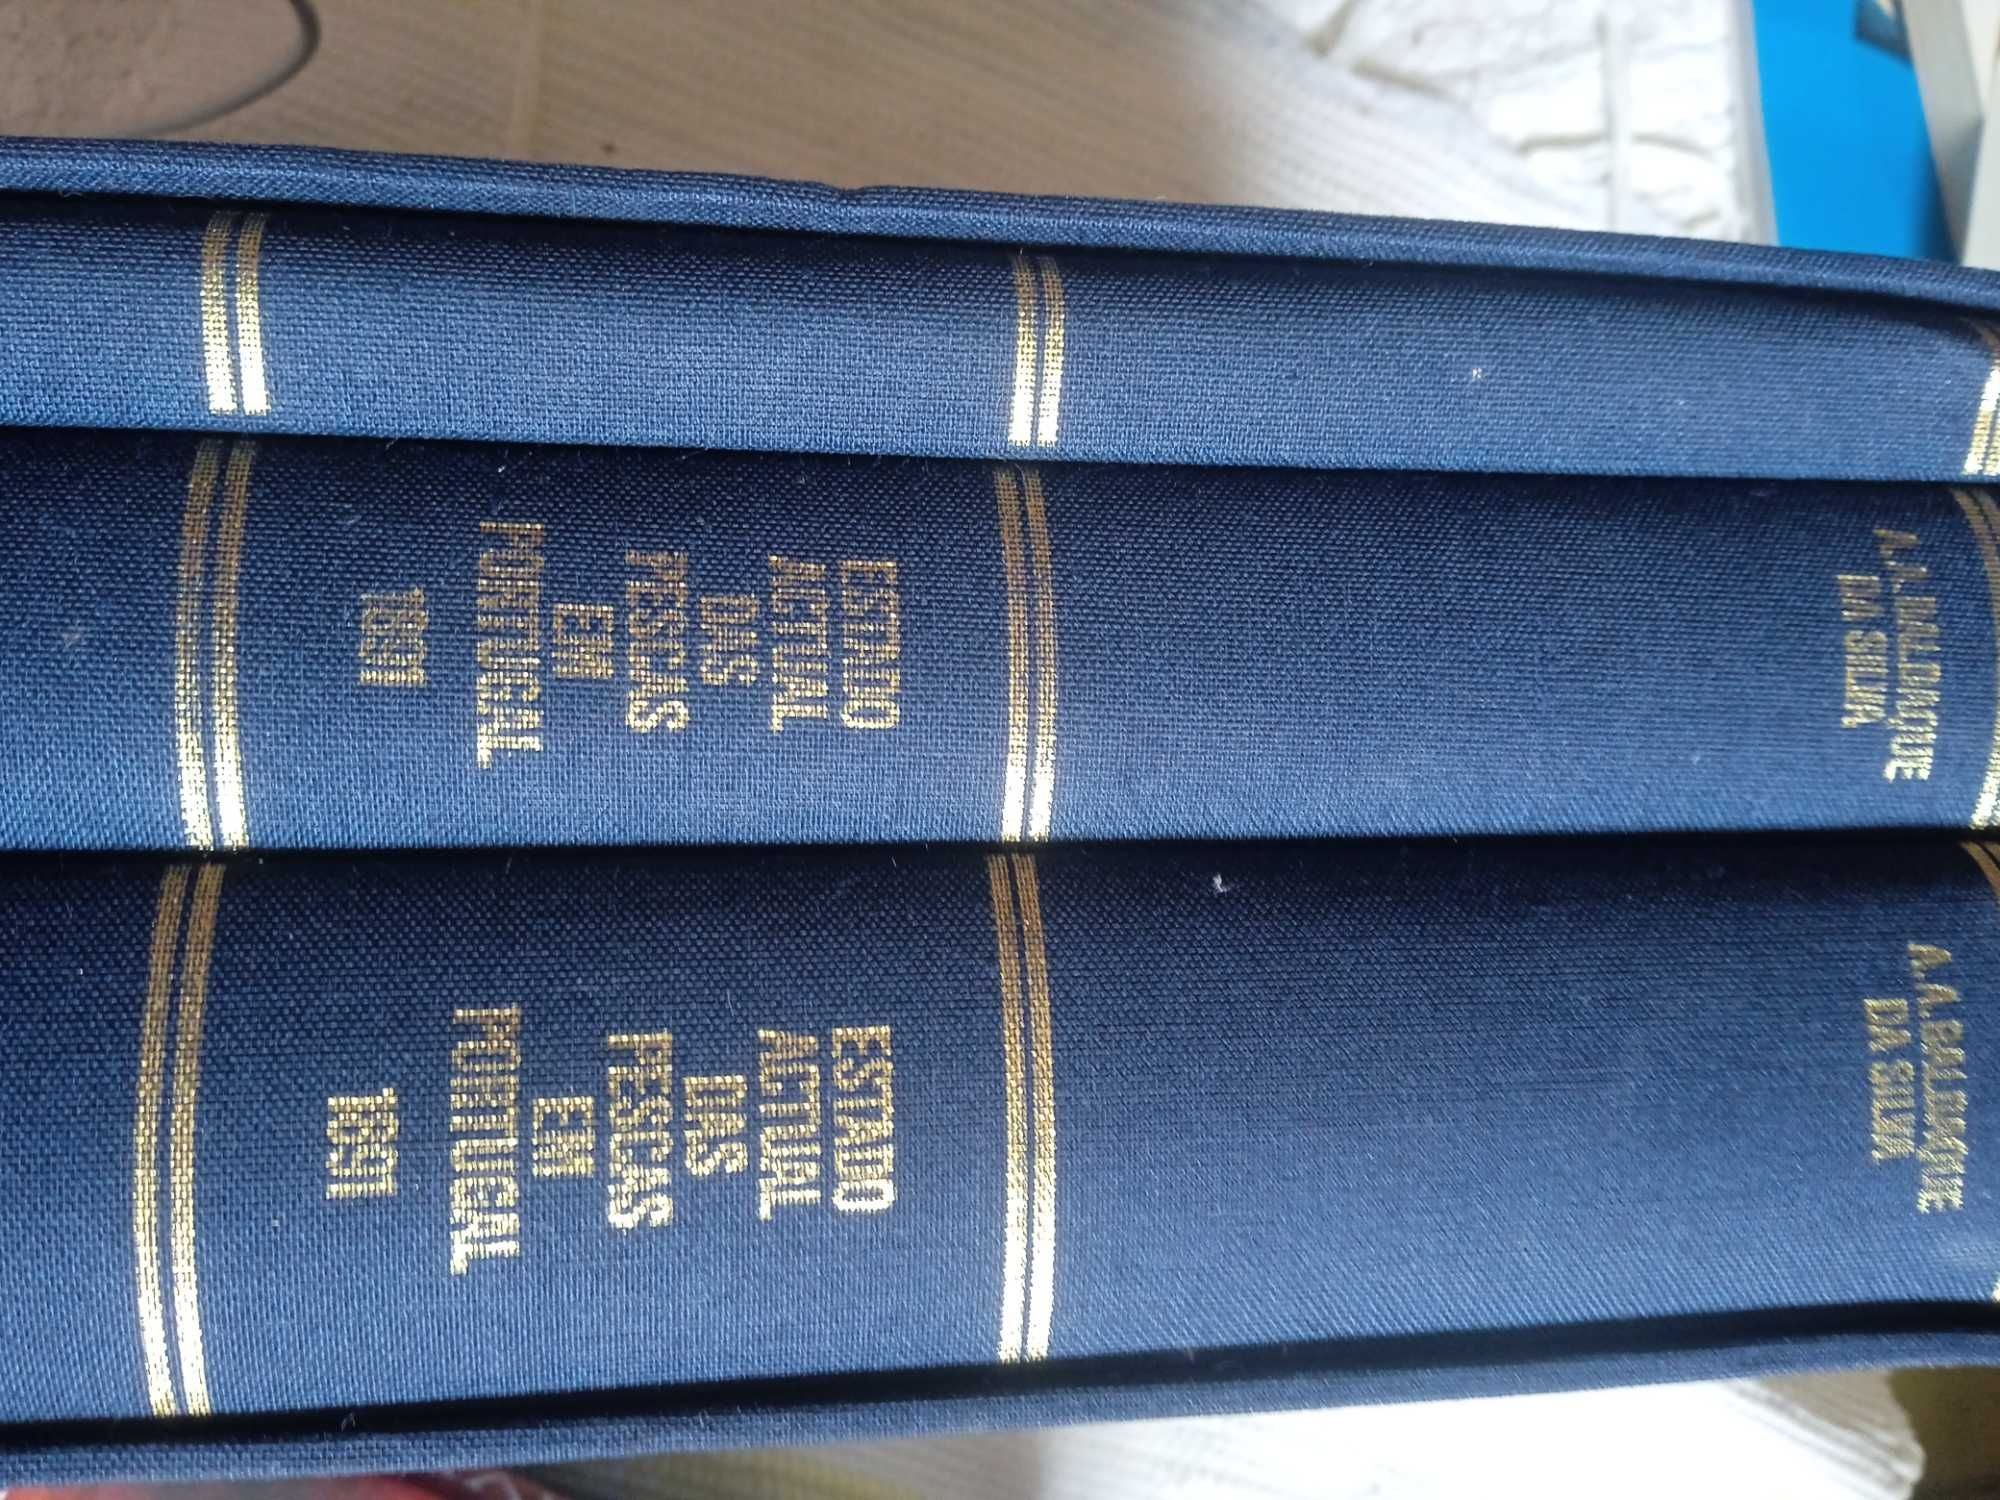 A. A. BALDAQUE
DA SILVA
ESTADO
ACTUAL
DAS
PESCAS
EM
PORTUGAL
1891
A. A. BALDAQUE
DA SILVA
ESTADO
ACTUAL
DAS
PESCAS
EM
PORTUGAL
1891